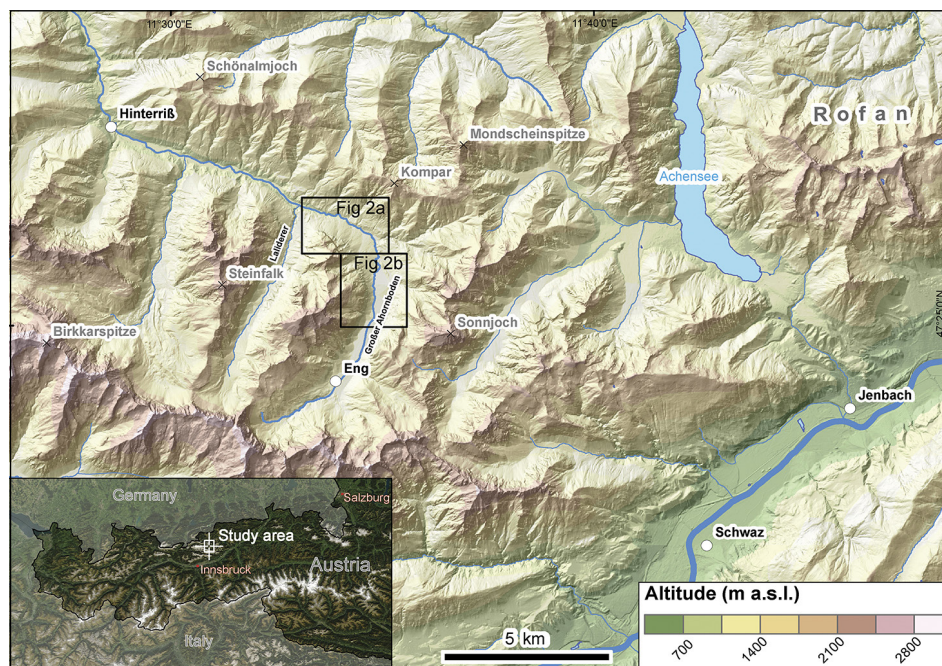 11°30'0"E
11°40'0"E
Schönalmjoch
Hinterriß
Mondscheinspitze
Rofan
Kompar
Achensee
Fig 2a
Laliderer
Fig 2b
Steinfalk
Großer Ahornboden
47°25'0"N
Sonnjoch
Birkkarspitze
Eng
Jenbach
Germany
Salzburg
Study area
Innsbruck
Austria
Italy
Schwaz
5 km
Altitude (m a.s.l.)
700
1400
2100
2800